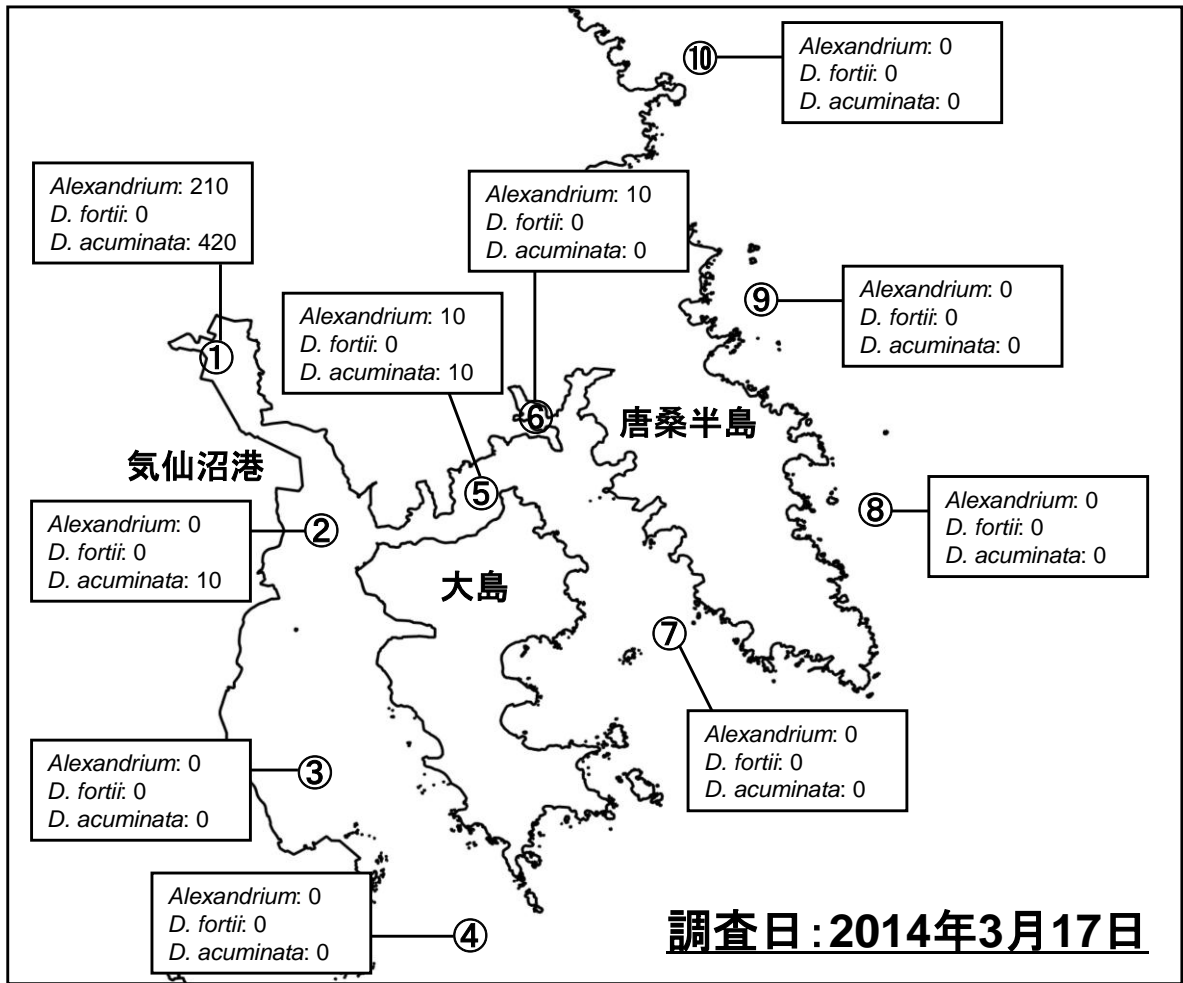 ⑩
Alexandrium: 0
D. fortii: 0
D. acuminata: 0
Alexandrium: 210
D. fortii: 0
D. acuminata: 420
①
Alexandrium: 10
D. fortii: 0
D. acuminata: 0
⑥
Alexandrium: 0
D. fortii: 0
D. acuminata: 0
⑨
Alexandrium: 10
D. fortii: 0
D. acuminata: 10
⑤
唐桑半島
気仙沼港
Alexandrium: 0
D. fortii: 0
D. acuminata: 10
②
Alexandrium: 0
D. fortii: 0
D. acuminata: 0
⑧
大島
⑦
Alexandrium: 0
D. fortii: 0
D. acuminata: 0
Alexandrium: 0
D. fortii: 0
D. acuminata: 0
③
Alexandrium: 0
D. fortii: 0
D. acuminata: 0
④
調査日:2014年3月17日